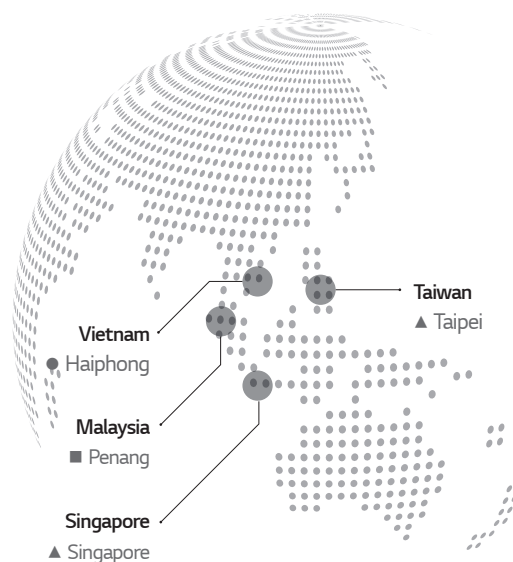 Taiwan
▲ Taipei
Vietnam
● Haiphong
Malaysia
■ Penang
Singapore
▲ Singapore